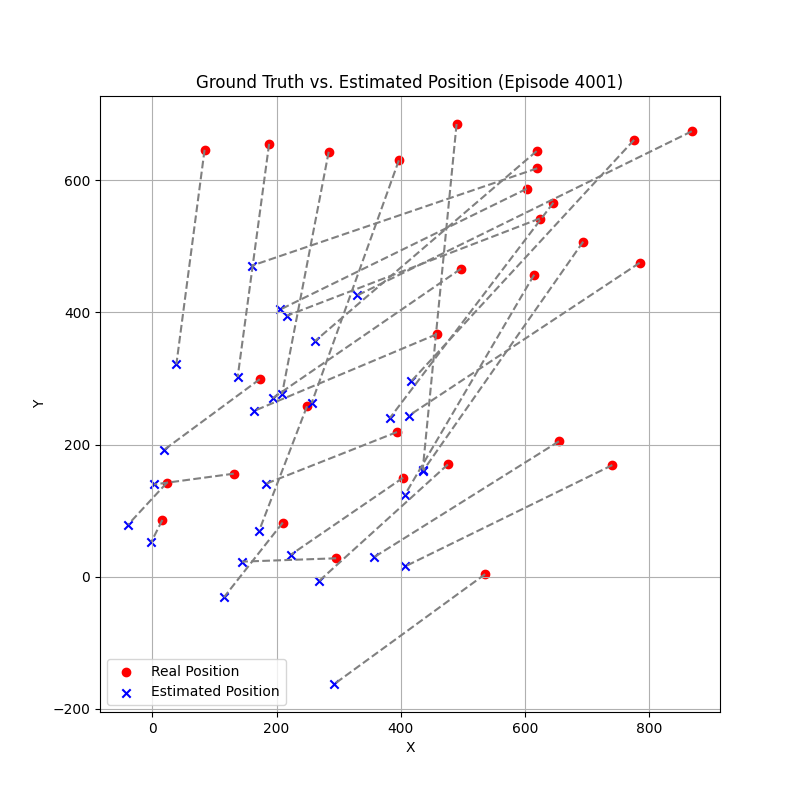 Ground Truth vs. Estimated Position (Episode 4001)
600
400
200
0
−200
Y
Real Position
Estimated Position
0 200 400 600 800
X